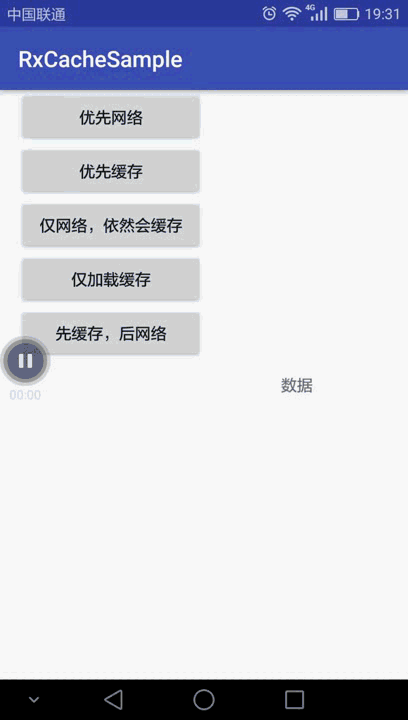 中国联通 4G 19:31
RxCacheSample
优先网络
优先缓存
仅网络，依然会缓存
仅加载缓存
先缓存，后网络
00:00
数据